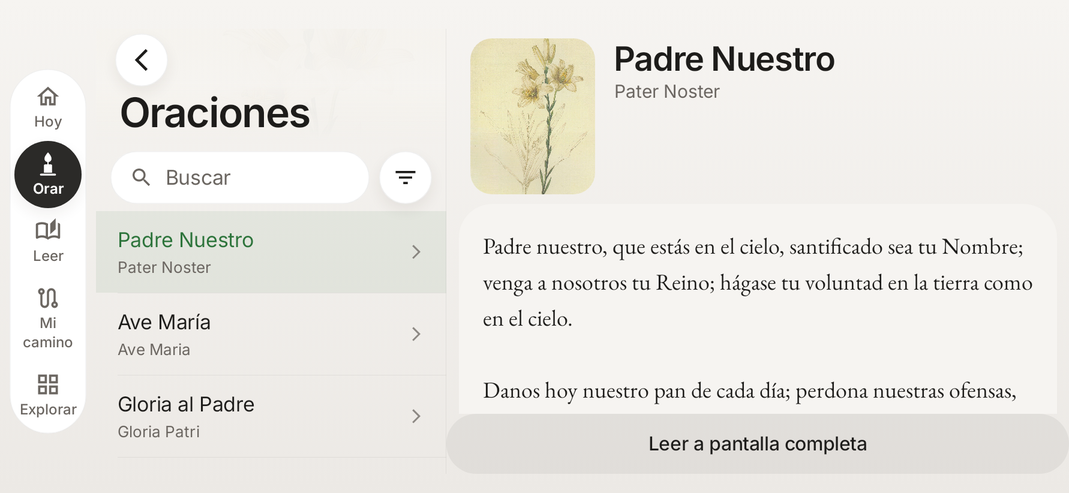 Hoy
Orar
Leer
Mi
camino
Explorar
Oraciones
Buscar
Padre Nuestro
Pater Noster
Ave María
Ave Maria
Gloria al Padre
Gloria Patri
Padre Nuestro
Pater Noster
Padre nuestro, que estás en el cielo, santificado sea tu Nombre;
venga a nosotros tu Reino; hágase tu voluntad en la tierra como
en el cielo.
Danos hoy nuestro pan de cada día; perdona nuestras ofensas,
Leer a pantalla completa